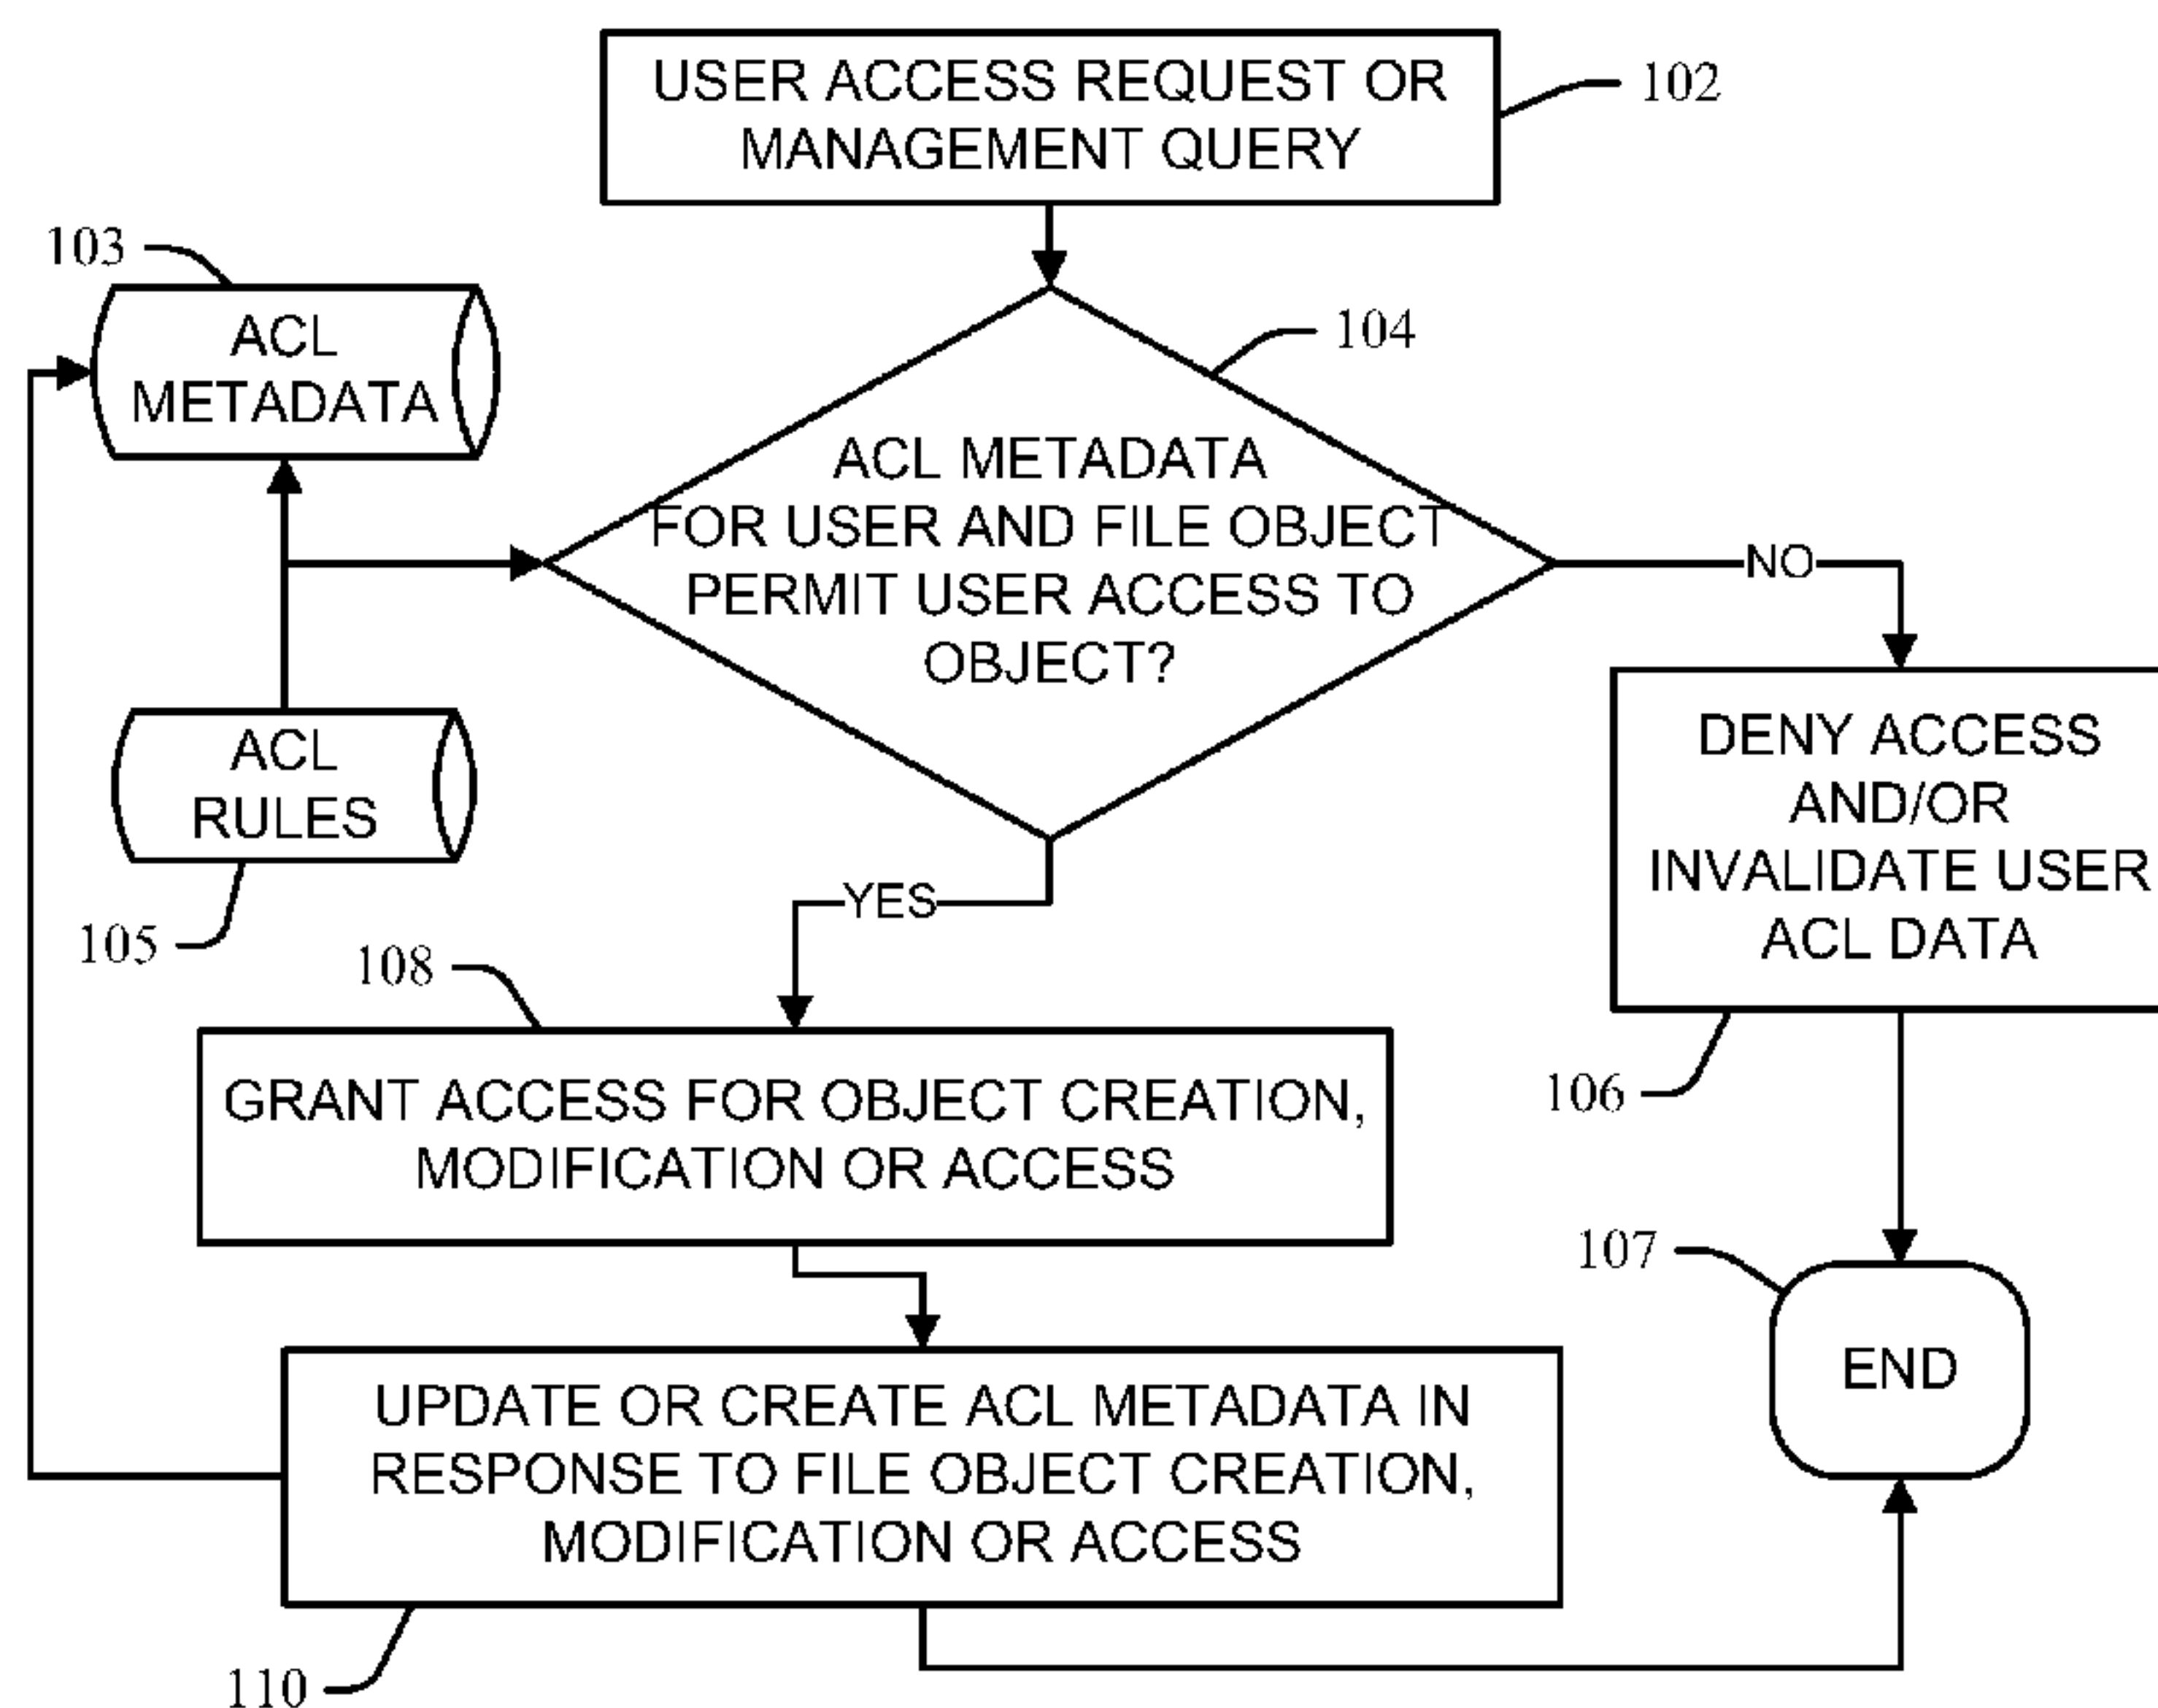 USER ACCESS REQUEST OR
MANAGEMENT QUERY
102
103
ACL
METADATA
104
ACL METADATA
FOR USER AND FILE OBJECT
PERMIT USER ACCESS TO
OBJECT?
NO
ACL
RULES
105
DENY ACCESS
AND/OR
INVALIDATE USER
ACL DATA
106
YES
108
GRANT ACCESS FOR OBJECT CREATION,
MODIFICATION OR ACCESS
107
END
UPDATE OR CREATE ACL METADATA IN
RESPONSE TO FILE OBJECT CREATION,
MODIFICATION OR ACCESS
110